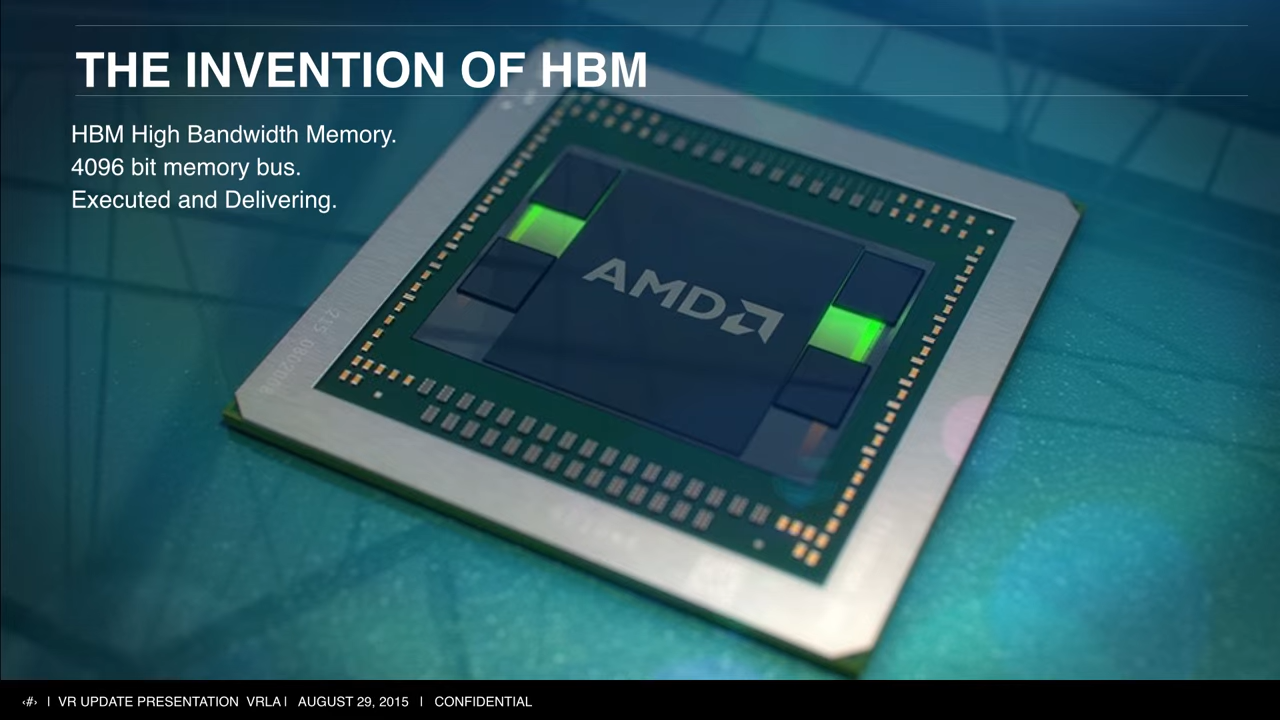 THE INVENTION OF HBM
HBM High Bandwidth Memory.
4096 bit memory bus.
Executed and Delivering.
AMD
‹#› | VR UPDATE PRESENTATION VRLA | AUGUST 29, 2015 | CONFIDENTIAL